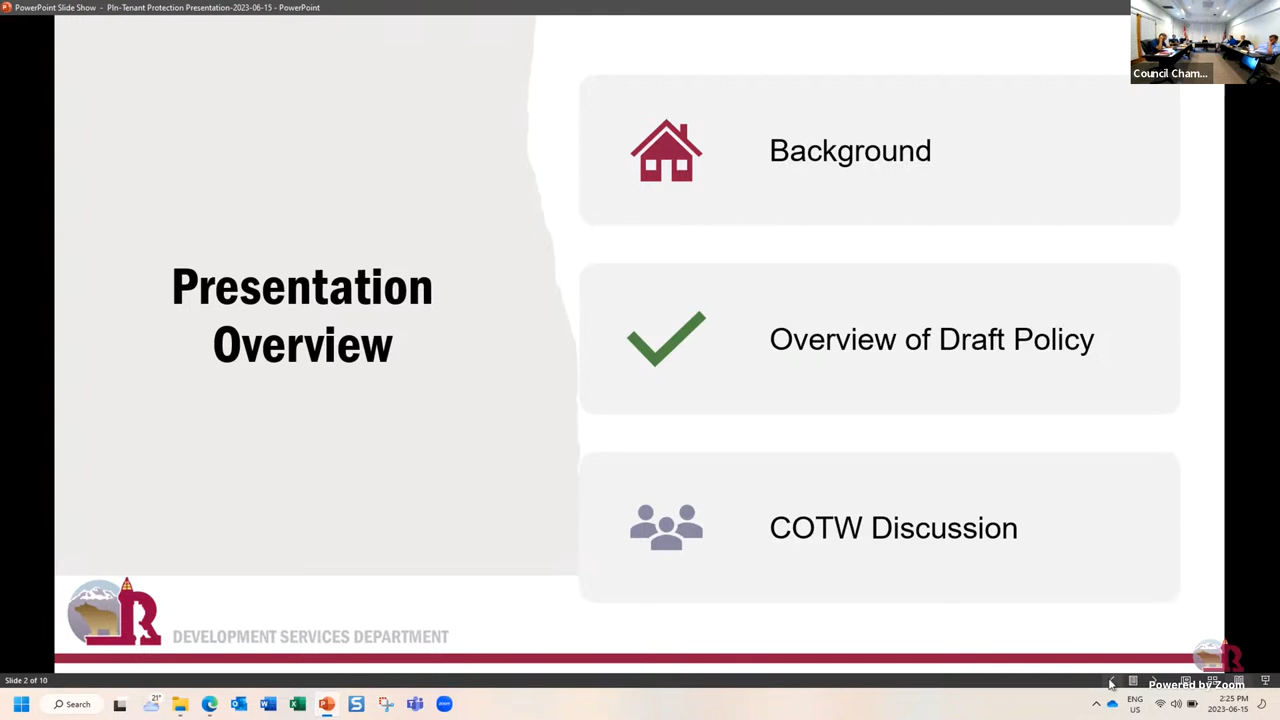 PowerPoint Slide Show - Pln-Tenant Protection Presentation-2023-06-15 - PowerPoint
Council Cham...
Background
Presentation
Overview
Overview of Draft Policy
COTW Discussion
R
DEVELOPMENT SERVICES DEPARTMENT
Slide 2 of 10
Powered by Zoom
21°
Search
ENG
US
2:25 PM
2023-06-15